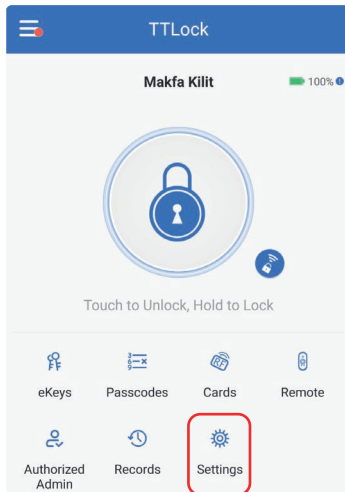 TTLock
Makfa Kilit
100%
Touch to Unlock, Hold to Lock
eKeys Passcodes Cards Remote
Authorized Admin Records Settings